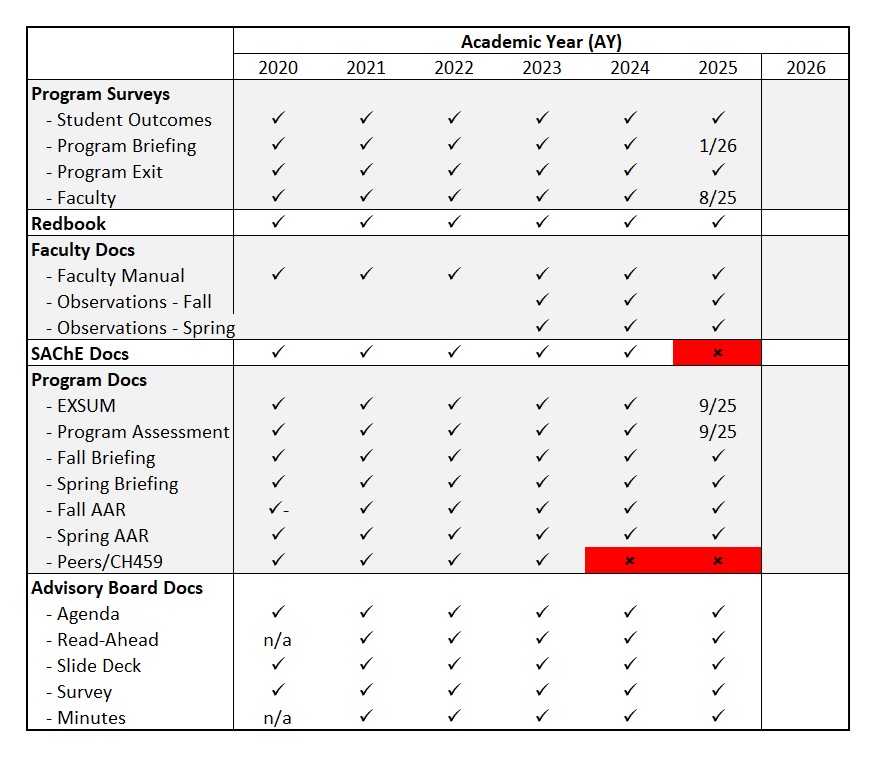 Academic Year (AY)
2020 2021 2022 2023 2024 2025 2026
Program Surveys
- Student Outcomes ✓ ✓ ✓ ✓ ✓ ✓
- Program Briefing ✓ ✓ ✓ ✓ ✓ 1/26
- Program Exit ✓ ✓ ✓ ✓ ✓ ✓
- Faculty ✓ ✓ ✓ ✓ ✓ 8/25
Redbook ✓ ✓ ✓ ✓ ✓ ✓
Faculty Docs
- Faculty Manual ✓ ✓ ✓ ✓ ✓ ✓
- Observations - Fall ✓ ✓ ✓
- Observations - Spring ✓ ✓ ✓
SAChE Docs ✓ ✓ ✓ ✓ ✓ ×
Program Docs
- EXSUM ✓ ✓ ✓ ✓ ✓ 9/25
- Program Assessment ✓ ✓ ✓ ✓ ✓ 9/25
- Fall Briefing ✓ ✓ ✓ ✓ ✓ ✓
- Spring Briefing ✓ ✓ ✓ ✓ ✓ ✓
- Fall AAR ✓- ✓ ✓ ✓ ✓ ✓
- Spring AAR ✓ ✓ ✓ ✓ ✓ ✓
- Peers/CH459 ✓ ✓ ✓ ✓ × ×
Advisory Board Docs
- Agenda ✓ ✓ ✓ ✓ ✓ ✓
- Read-Ahead n/a ✓ ✓ ✓ ✓ ✓
- Slide Deck ✓ ✓ ✓ ✓ ✓ ✓
- Survey ✓ ✓ ✓ ✓ ✓ ✓
- Minutes n/a ✓ ✓ ✓ ✓ ✓